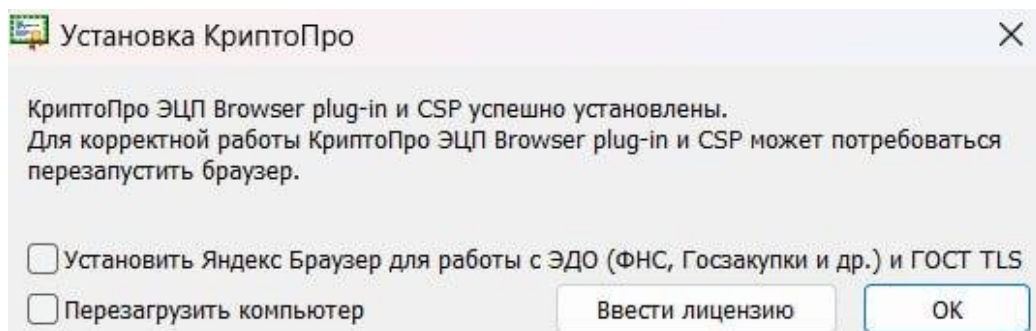 Установка КриптоПро
КриптоПро ЭЦП Browser plug-in и CSP успешно установлены.
Для корректной работы КриптоПро ЭЦП Browser plug-in и CSP может потребоваться
перезапустить браузер.
Установить Яндекс Браузер для работы с ЭДО (ФНС, Госзакупки и др.) и ГОСТ TLS
Перезагрузить компьютер
Ввести лицензию
ОК